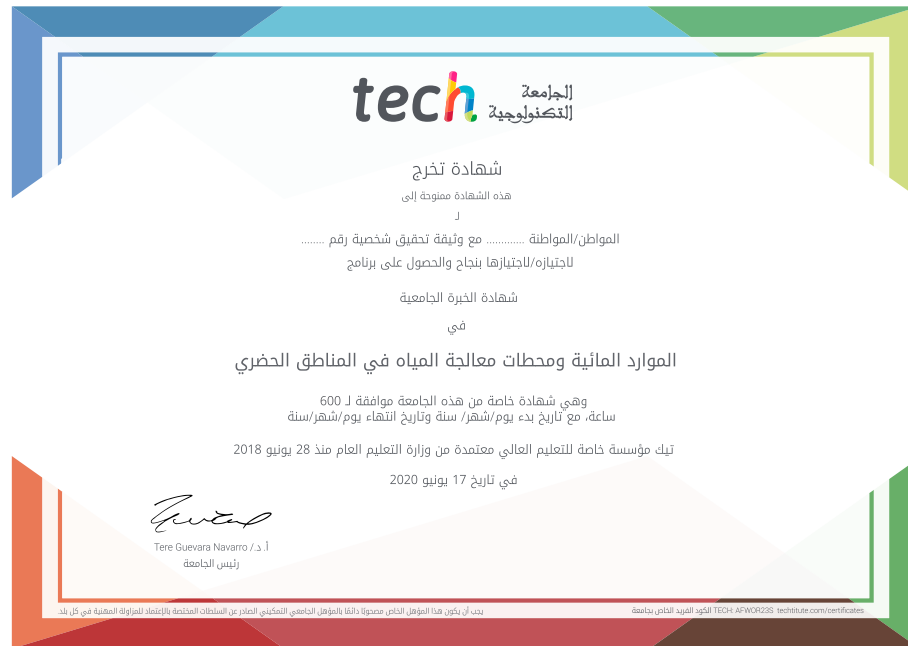 tech الجامعة
التكنولوجية
شهادة تخرج
هذه الشهادة ممنوحة إلى
لـ
المواطن/المواطنة ............. مع وثيقة تحقيق شخصية رقم ........
لاجتيازه/لاجتيازها بنجاح والحصول على برنامج
شهادة الخبرة الجامعية
في
الموارد المائية ومحطات معالجة المياه في المناطق الحضري
وهي شهادة خاصة من هذه الجامعة موافقة لـ 600
ساعة، مع تاريخ بدء يوم/شهر/ سنة وتاريخ انتهاء يوم/شهر/سنة
تيك مؤسسة خاصة للتعليم العالي معتمدة من وزارة التعليم العام منذ 28 يونيو 2018
في تاريخ 17 يونيو 2020
أ. د./ Tere Guevara Navarro
رئيس الجامعة
يجب أن يكون هذا المؤهل الخاص مصحوبًا دائمًا بالمؤهل الجامعي التمكيني الصادر عن السلطات المختصة بالإعتماد للمزاولة المهنية في كل بلد.
الكود الفريد الخاص بجامعة TECH: AFWOR23S techtitute.com/certificates